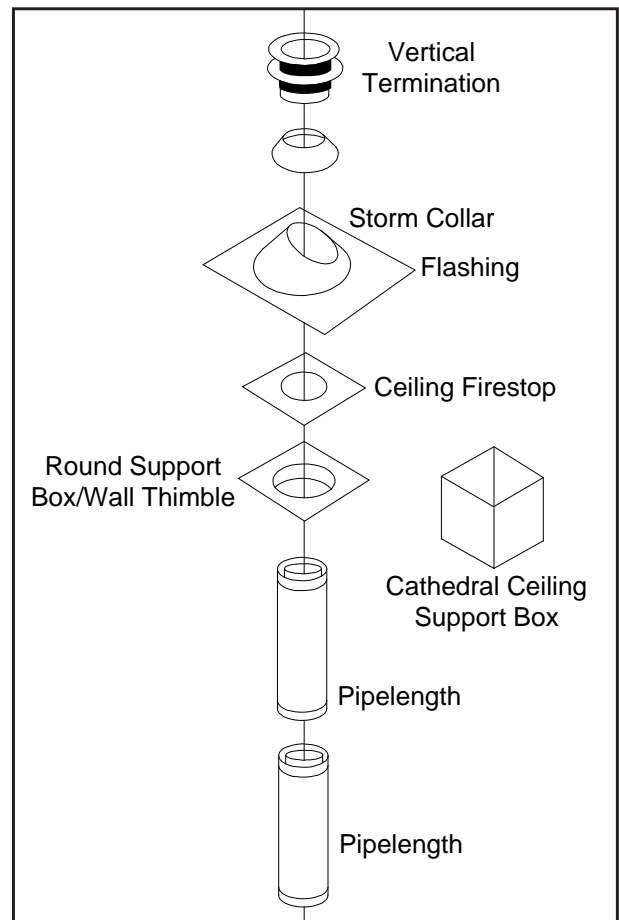 Vertical
Termination
Storm Collar
Flashing
Ceiling Firestop
Round Support
Box/Wall Thimble
Cathedral Ceiling
Support Box
Pipelength
Pipelength